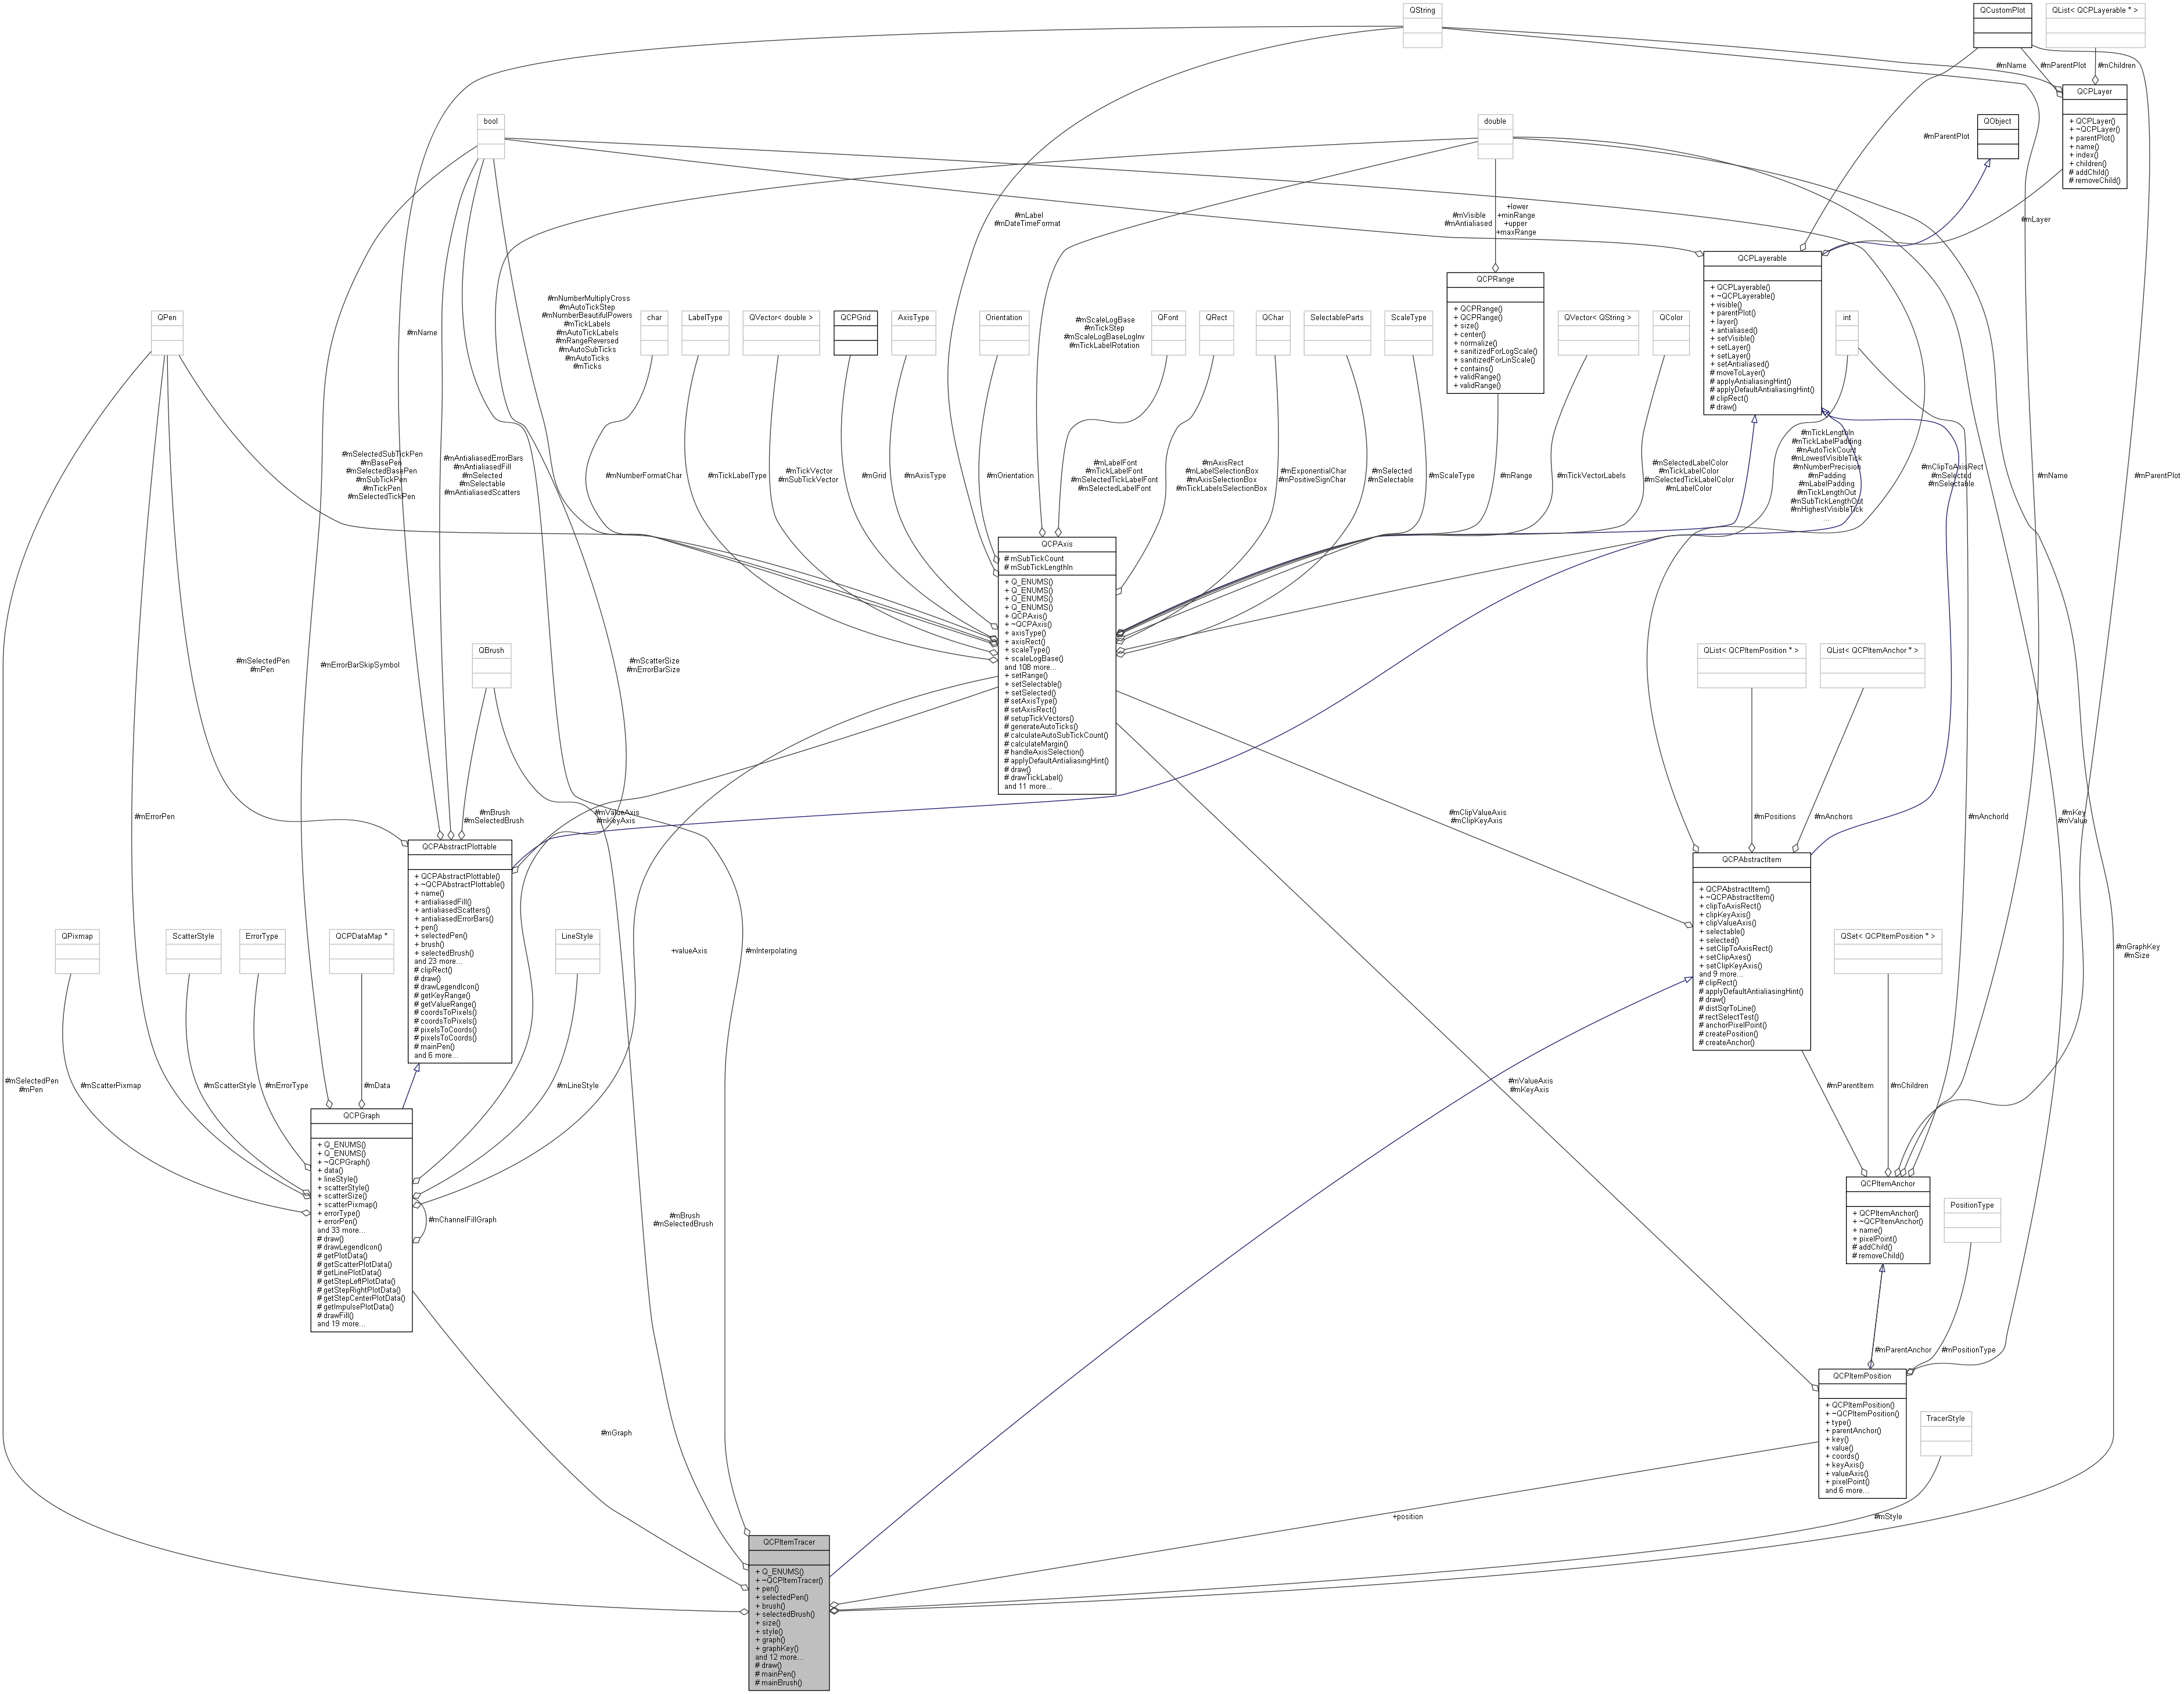 QString
QCustomPlot
QList< QCPLayerable * >
#mName
#mParentPlot
#mChildren
QCPLayer
+ QCPLayer()
+ ~QCPLayer()
+ parentPlot()
+ name()
+ index()
+ children()
# addChild()
# removeChild()
bool
double
QObject
#mParentPlot
#mLabel
#mDateTimeFormat
#mVisible
#mAntialiased
+lower
+minRange
+upper
+maxRange
#mLayer
QCPLayerable
+ QCPLayerable()
+ ~QCPLayerable()
+ visible()
+ parentPlot()
+ layer()
+ antialiased()
+ setVisible()
+ setLayer()
+ setLayer()
+ setAntialiased()
# moveToLayer()
# applyAntialiasingHint()
# applyDefaultAntialiasingHint()
# clipRect()
# draw()
QCPRange
+ QCPRange()
+ QCPRange()
+ size()
+ center()
+ normalize()
+ sanitizedForLogScale()
+ sanitizedForLinScale()
+ contains()
+ validRange()
+ validRange()
QPen
#mName
#mNumberMultiplyCross
#mAutoTickStep
#mNumberBeautifulPowers
#mTickLabels
#mAutoTickLabels
#mRangeReversed
#mAutoSubTicks
#mAutoTicks
#mTicks
char
LabelType
QVector< double >
QCPGrid
AxisType
Orientation
#mScaleLogBase
#mTickStep
#mScaleLogBaseLogInv
#mTickLabelRotation
QFont
QRect
QChar
SelectableParts
ScaleType
QVector< QString >
QColor
int
#mSelectedSubTickPen
#mBasePen
#mSelectedBasePen
#mSubTickPen
#mTickPen
#mSelectedTickPen
#mAntialiasedErrorBars
#mAntialiasedFill
#mSelected
#mSelectable
#mAntialiasedScatters
#mNumberFormatChar
#mTickLabelType
#mTickVector
#mSubTickVector
#mGrid
#mAxisType
#mOrientation
#mLabelFont
#mTickLabelFont
#mSelectedTickLabelFont
#mSelectedLabelFont
#mAxisRect
#mLabelSelectionBox
#mAxisSelectionBox
#mTickLabelsSelectionBox
#mExponentialChar
#mPositiveSignChar
#mSelected
#mSelectable
#mScaleType
#mRange
#mTickVectorLabels
#mSelectedLabelColor
#mTickLabelColor
#mSelectedTickLabelColor
#mLabelColor
#mTickLengthIn
#mTickLabelPadding
#mAutoTickCount
#mLowestVisibleTick
#mNumberPrecision
#mPadding
#mLabelPadding
#mTickLengthOut
#mSubTickLengthOut
#mHighestVisibleTick
...
#mClipToAxisRect
#mSelected
#mSelectable
#mName
#mParentPlot
QCPAxis
# mSubTickCount
# mSubTickLengthIn
+ Q_ENUMS()
+ Q_ENUMS()
+ Q_ENUMS()
+ Q_ENUMS()
+ QCPAxis()
+ ~QCPAxis()
+ axisType()
+ axisRect()
+ scaleType()
+ scaleLogBase()
and 108 more...
+ setRange()
+ setSelectable()
+ setSelected()
# setAxisType()
# setAxisRect()
# setupTickVectors()
# generateAutoTicks()
# calculateAutoSubTickCount()
# calculateMargin()
# handleAxisSelection()
# applyDefaultAntialiasingHint()
# draw()
# drawTickLabel()
and 11 more...
#mSelectedPen
#mPen
#mErrorBarSkipSymbol
QBrush
#mScatterSize
#mErrorBarSize
QList< QCPItemPosition * >
QList< QCPItemAnchor * >
#mErrorPen
#mBrush
#mSelectedBrush
#mValueAxis
#mKeyAxis
#mClipValueAxis
#mClipKeyAxis
#mPositions
#mAnchors
#mAnchorId
#mKey
#mValue
QCPAbstractPlottable
+ QCPAbstractPlottable()
+ ~QCPAbstractPlottable()
+ name()
+ antialiasedFill()
+ antialiasedScatters()
+ antialiasedErrorBars()
+ pen()
+ selectedPen()
+ brush()
+ selectedBrush()
and 23 more...
# clipRect()
# draw()
# drawLegendIcon()
# getKeyRange()
# getValueRange()
# coordsToPixels()
# coordsToPixels()
# pixelsToCoords()
# pixelsToCoords()
# mainPen()
and 6 more...
QCPAbstractItem
+ QCPAbstractItem()
+ ~QCPAbstractItem()
+ clipToAxisRect()
+ clipKeyAxis()
+ clipValueAxis()
+ selectable()
+ selected()
+ setClipToAxisRect()
+ setClipAxes()
+ setClipKeyAxis()
and 9 more...
# clipRect()
# applyDefaultAntialiasingHint()
# draw()
# distSqrToLine()
# rectSelectTest()
# anchorPixelPoint()
# createPosition()
# createAnchor()
QPixmap
ScatterStyle
ErrorType
QCPDataMap *
LineStyle
+valueAxis
#mInterpolating
QSet< QCPItemPosition * >
#mGraphKey
#mSize
#mSelectedPen
#mPen
#mScatterPixmap
#mScatterStyle
#mErrorType
#mData
#mLineStyle
#mValueAxis
#mKeyAxis
#mParentItem
#mChildren
QCPGraph
+ Q_ENUMS()
+ Q_ENUMS()
+ ~QCPGraph()
+ data()
+ lineStyle()
+ scatterStyle()
+ scatterSize()
+ scatterPixmap()
+ errorType()
+ errorPen()
and 33 more...
# draw()
# drawLegendIcon()
# getPlotData()
# getScatterPlotData()
# getLinePlotData()
# getStepLeftPlotData()
# getStepRightPlotData()
# getStepCenterPlotData()
# getImpulsePlotData()
# drawFill()
and 19 more...
#mChannelFillGraph
#mBrush
#mSelectedBrush
QCPItemAnchor
+ QCPItemAnchor()
+ ~QCPItemAnchor()
+ name()
+ pixelPoint()
# addChild()
# removeChild()
PositionType
#mParentAnchor
#mPositionType
QCPItemPosition
+ QCPItemPosition()
+ ~QCPItemPosition()
+ type()
+ parentAnchor()
+ key()
+ value()
+ coords()
+ keyAxis()
+ valueAxis()
+ pixelPoint()
and 6 more...
TracerStyle
#mGraph
+position
#mStyle
QCPItemTracer
+ Q_ENUMS()
+ ~QCPItemTracer()
+ pen()
+ selectedPen()
+ brush()
+ selectedBrush()
+ size()
+ style()
+ graph()
+ graphKey()
and 12 more...
# draw()
# mainPen()
# mainBrush()